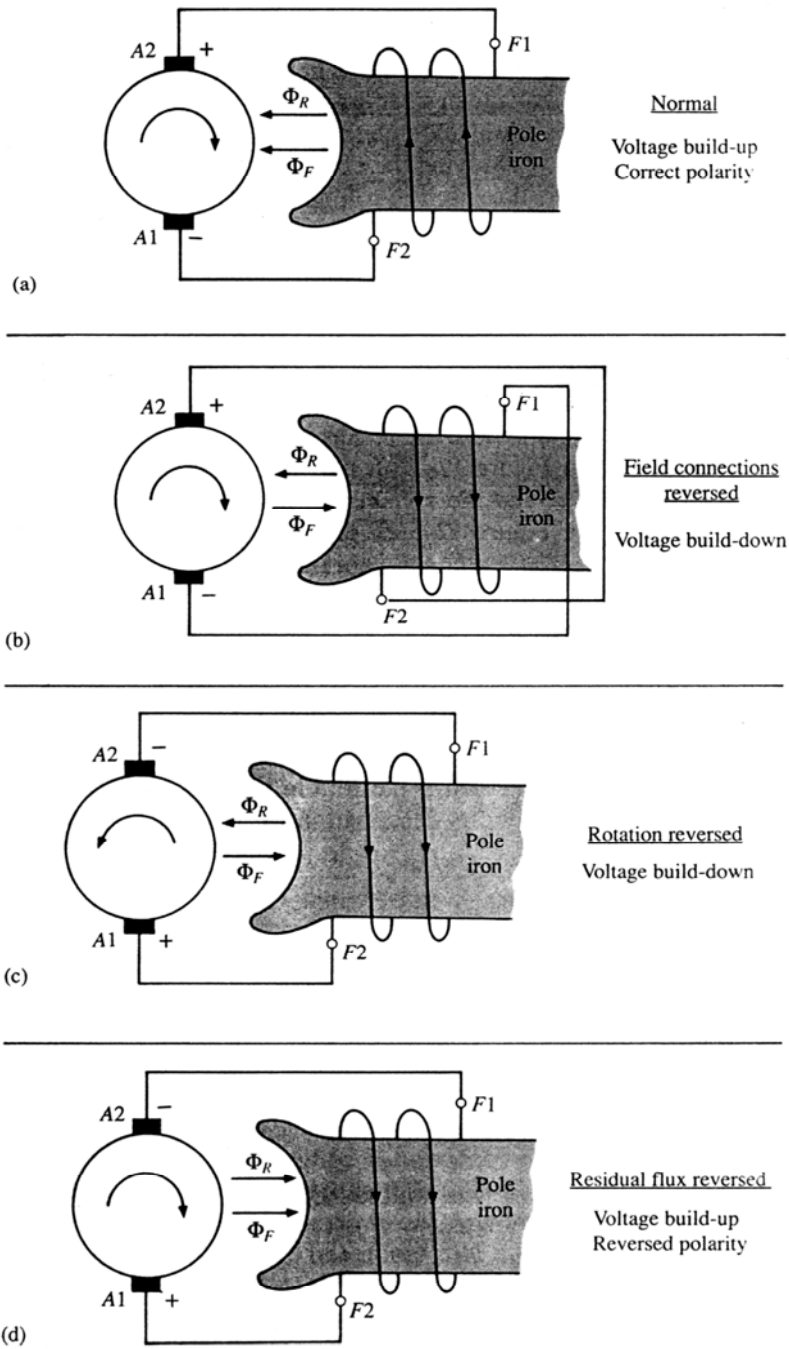 A2 +
F1
Φ_R
Φ_F
Pole
iron
A1 −
F2
Normal
Voltage build-up
Correct polarity
(a)
A2 +
F1
Φ_R
Φ_F
Pole
iron
A1 −
F2
Field connections
reversed
Voltage build-down
(b)
A2 −
F1
Φ_R
Φ_F
Pole
iron
A1 +
F2
Rotation reversed
Voltage build-down
(c)
A2 −
F1
Φ_R
Φ_F
Pole
iron
A1 +
F2
Residual flux reversed
Voltage build-up
Reversed polarity
(d)